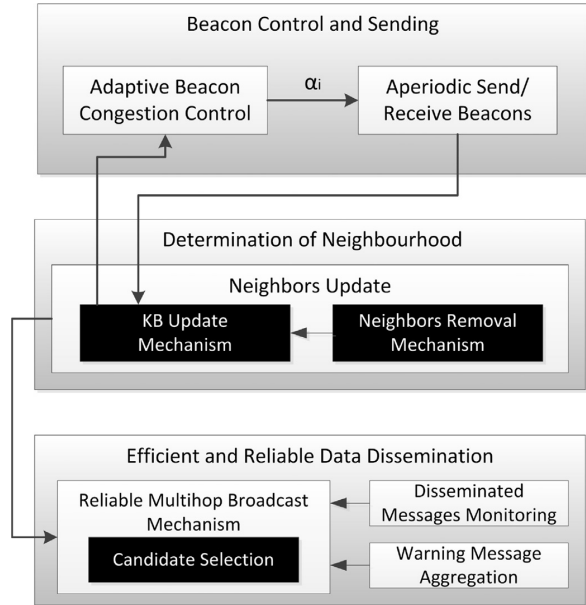 Beacon Control and Sending
Adaptive Beacon
Congestion Control
αi
Aperiodic Send/
Receive Beacons
Determination of Neighbourhood
Neighbors Update
KB Update
Mechanism
Neighbors Removal
Mechanism
Efficient and Reliable Data Dissemination
Reliable Multihop Broadcast
Mechanism
Candidate Selection
Disseminated
Messages Monitoring
Warning Message
Aggregation